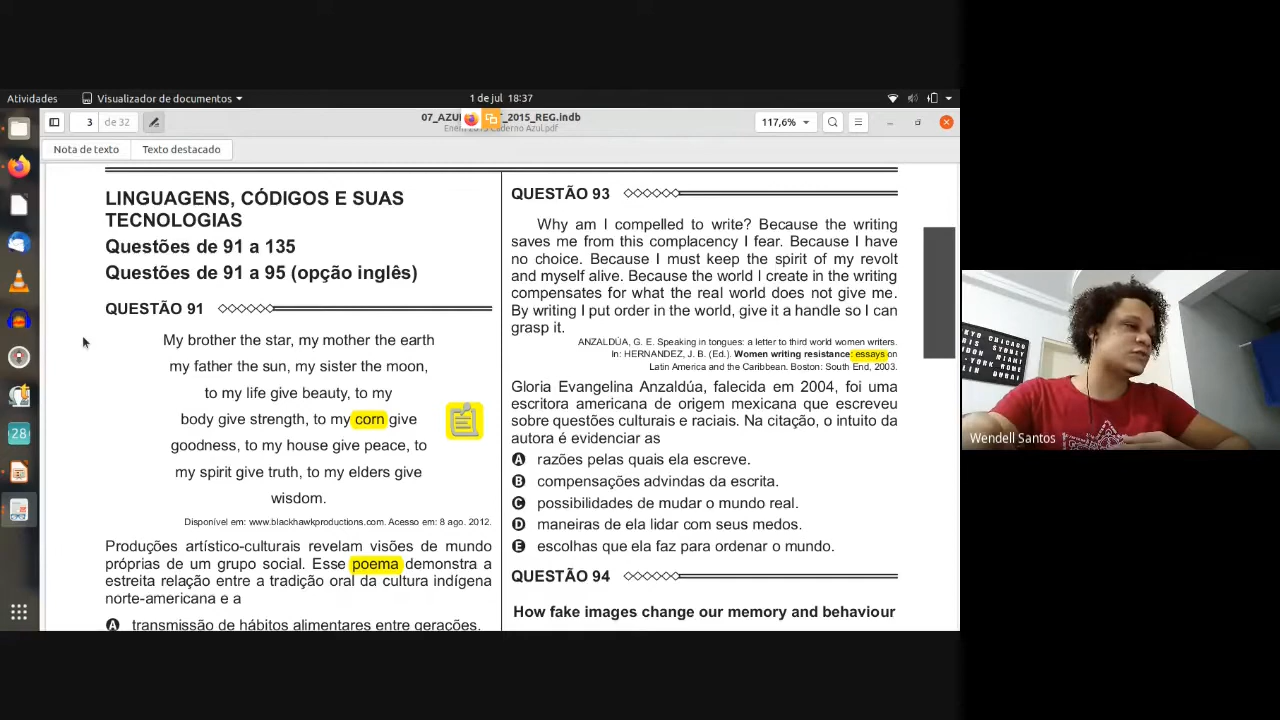 Atividades
Visualizador de documentos
1 de jul 18:37
3
de 32
07_AZUL
_2015_REG.indb
Enem 2015 Caderno Azul.pdf
117,6%
Nota de texto
Texto destacado
LINGUAGENS, CÓDIGOS E SUAS
TECNOLOGIAS
Questões de 91 a 135
Questões de 91 a 95 (opção inglês)
QUESTÃO 91
My brother the star, my mother the earth
my father the sun, my sister the moon,
to my life give beauty, to my
body give strength, to my corn give
goodness, to my house give peace, to
my spirit give truth, to my elders give
wisdom.
Disponível em: www.blackhawkproductions.com. Acesso em: 8 ago. 2012.
Produções artístico-culturais revelam visões de mundo
próprias de um grupo social. Esse poema demonstra a
estreita relação entre a tradição oral da cultura indígena
norte-americana e a
A transmissão de hábitos alimentares entre gerações.
QUESTÃO 93
Why am I compelled to write? Because the writing
saves me from this complacency I fear. Because I have
no choice. Because I must keep the spirit of my revolt
and myself alive. Because the world I create in the writing
compensates for what the real world does not give me.
By writing I put order in the world, give it a handle so I can
grasp it.
ANZALDÚA, G. E. Speaking in tongues: a letter to third world women writers.
In: HERNANDEZ, J. B. (Ed.). Women writing resistance: essays on
Latin America and the Caribbean. Boston: South End, 2003.
Gloria Evangelina Anzaldúa, falecida em 2004, foi uma
escritora americana de origem mexicana que escreveu
sobre questões culturais e raciais. Na citação, o intuito da
autora é evidenciar as
A razões pelas quais ela escreve.
B compensações advindas da escrita.
C possibilidades de mudar o mundo real.
D maneiras de ela lidar com seus medos.
E escolhas que ela faz para ordenar o mundo.
QUESTÃO 94
How fake images change our memory and behaviour
28
Wendell Santos